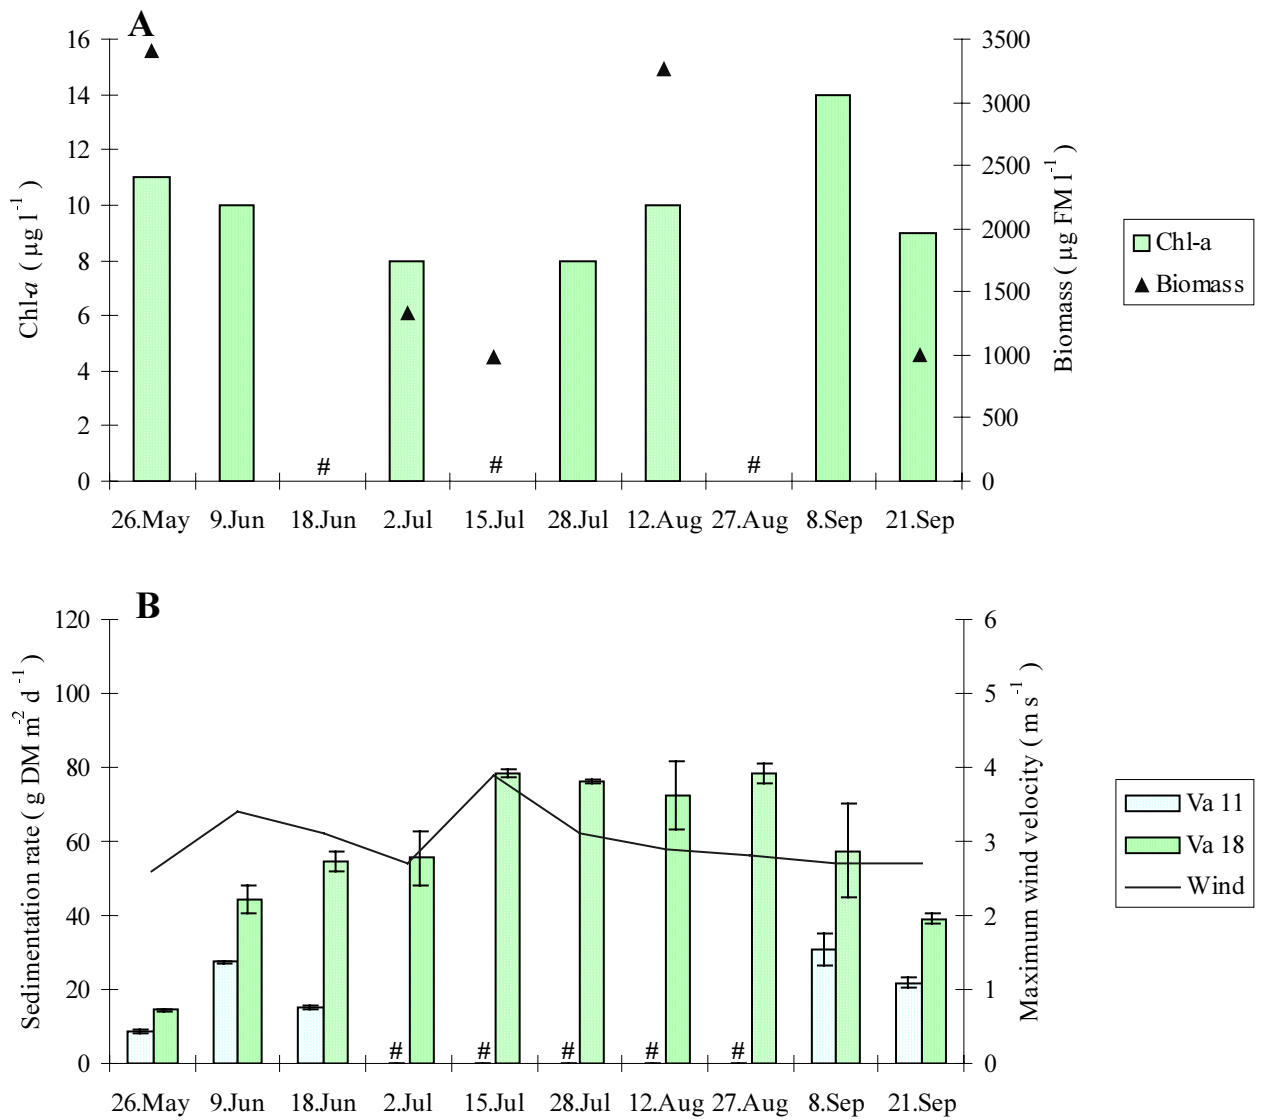 A
16
14
12
10
8
6
4
2
0
Chl-a ( µg l-1 )
3500
3000
2500
2000
1500
1000
500
0
Biomass ( µg FM l-1 )
# # #
26.May 9.Jun 18.Jun 2.Jul 15.Jul 28.Jul 12.Aug 27.Aug 8.Sep 21.Sep
Chl-a
Biomass
B
120
100
80
60
40
20
0
Sedimentation rate ( g DM m-2 d-1 )
6
5
4
3
2
1
0
Maximum wind velocity ( m s-1 )
# # # # #
26.May 9.Jun 18.Jun 2.Jul 15.Jul 28.Jul 12.Aug 27.Aug 8.Sep 21.Sep
Va 11
Va 18
Wind